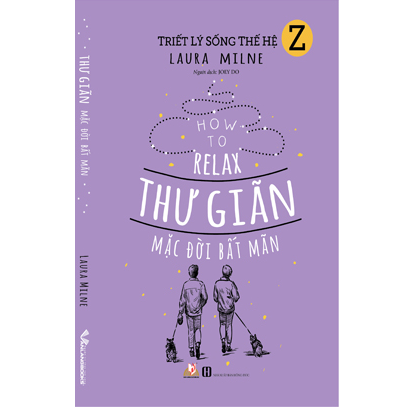 TRIẾT LÝ SỐNG THẾ HỆ Z
LAURA MILNE
Người dịch: JOEY DO
HOW
TO
RELAX
THƯ GIÃN
MẶC ĐỜI BẤT MÃN
THƯ GIÃN MẶC ĐỜI BẤT MÃN
LAURA MILNE
VANLANGBOOKS